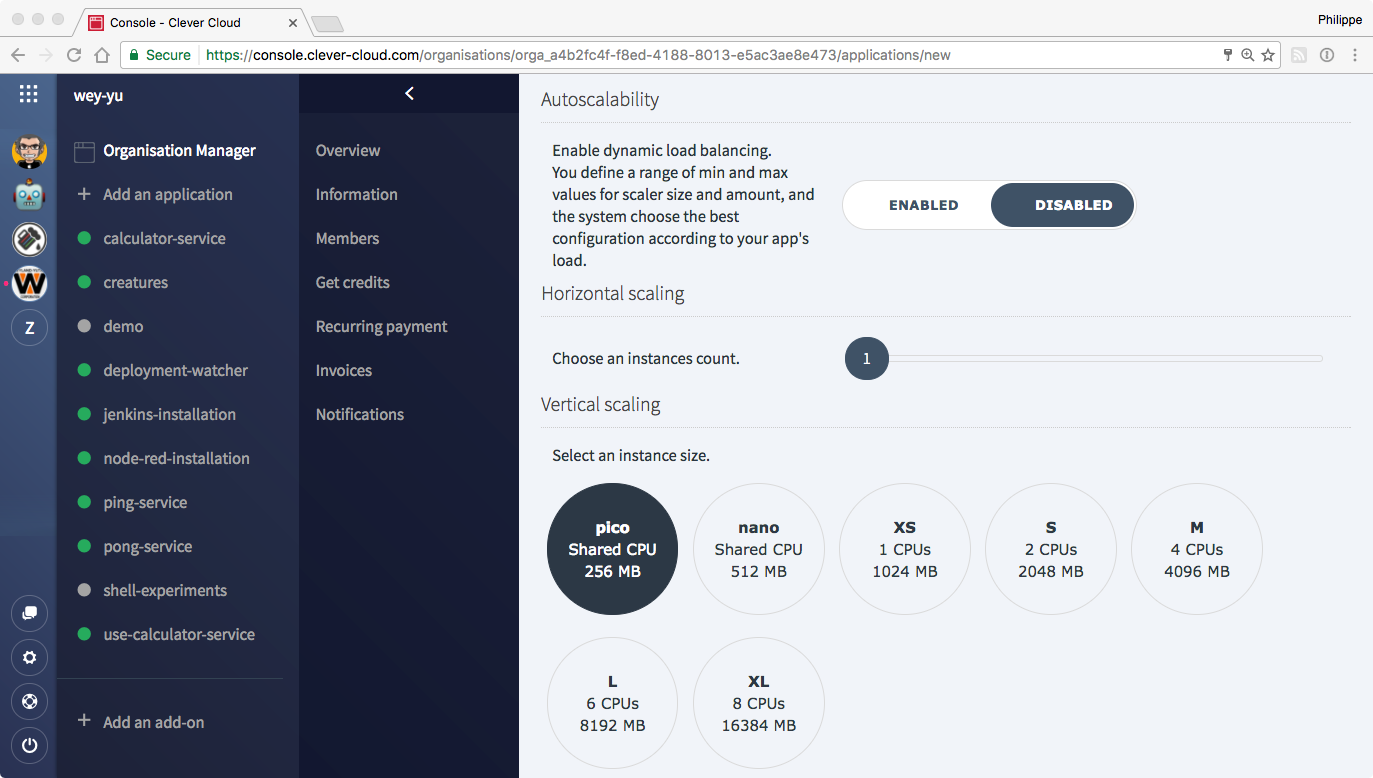 Console - Clever Cloud
Philippe
Secure
https://console.clever-cloud.com/organisations/orga_a4b2fc4f-f8ed-4188-8013-e5ac3ae8e473/applications/new
wey-yu
Organisation Manager
Add an application
calculator-service
creatures
demo
deployment-watcher
jenkins-installation
node-red-installation
ping-service
pong-service
shell-experiments
use-calculator-service
Add an add-on
W
Z
Overview
Information
Members
Get credits
Recurring payment
Invoices
Notifications
Autoscalability
Enable dynamic load balancing.
You define a range of min and max
values for scaler size and amount, and
the system choose the best
configuration according to your app's
load.
ENABLED
DISABLED
Horizontal scaling
Choose an instances count.
1
Vertical scaling
Select an instance size.
pico
Shared CPU
256 MB
nano
Shared CPU
512 MB
XS
1 CPUs
1024 MB
S
2 CPUs
2048 MB
M
4 CPUs
4096 MB
L
6 CPUs
8192 MB
XL
8 CPUs
16384 MB